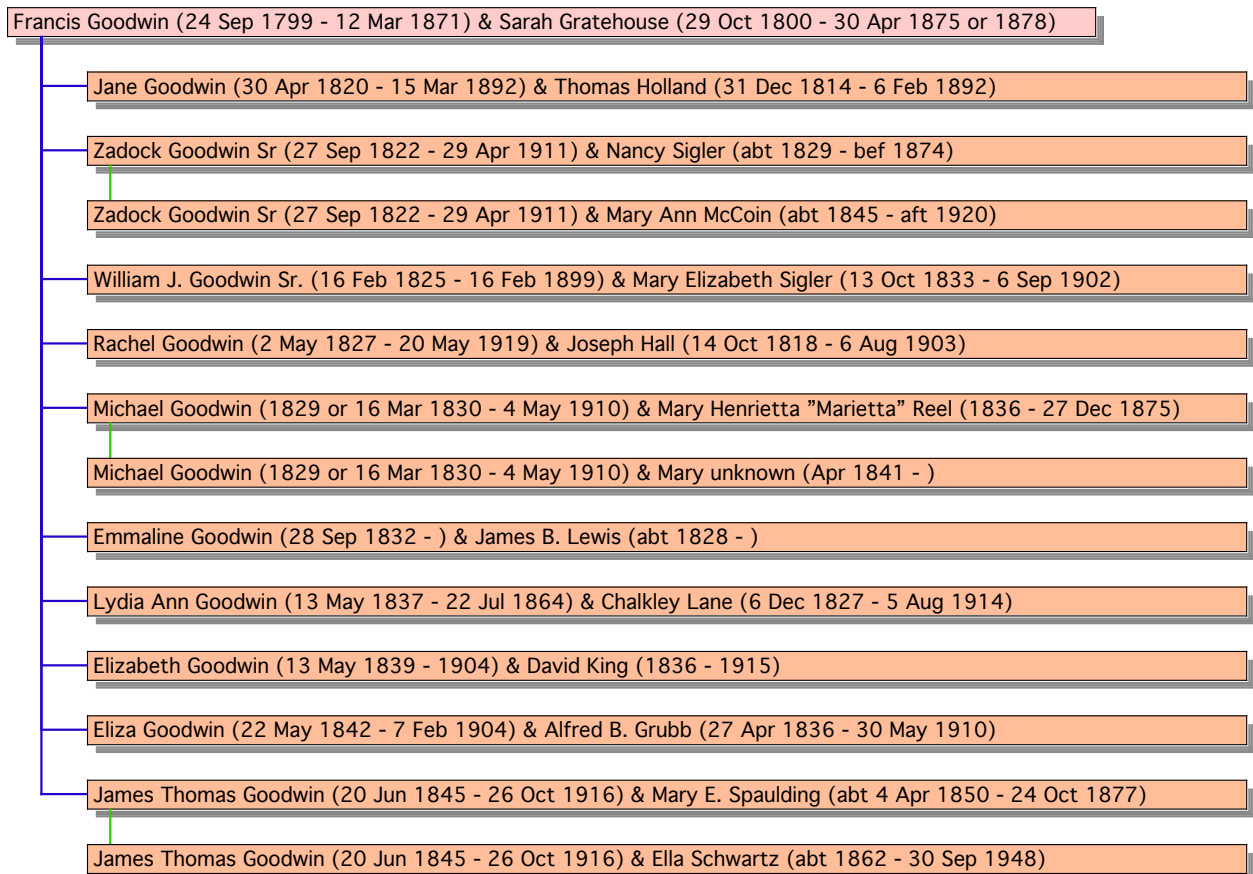 Francis Goodwin (24 Sep 1799 - 12 Mar 1871) & Sarah Gratehouse (29 Oct 1800 - 30 Apr 1875 or 1878)
Jane Goodwin (30 Apr 1820 - 15 Mar 1892) & Thomas Holland (31 Dec 1814 - 6 Feb 1892)
Zadock Goodwin Sr (27 Sep 1822 - 29 Apr 1911) & Nancy Sigler (abt 1829 - bef 1874)
Zadock Goodwin Sr (27 Sep 1822 - 29 Apr 1911) & Mary Ann McCoin (abt 1845 - aft 1920)
William J. Goodwin Sr. (16 Feb 1825 - 16 Feb 1899) & Mary Elizabeth Sigler (13 Oct 1833 - 6 Sep 1902)
Rachel Goodwin (2 May 1827 - 20 May 1919) & Joseph Hall (14 Oct 1818 - 6 Aug 1903)
Michael Goodwin (1829 or 16 Mar 1830 - 4 May 1910) & Mary Henrietta ”Marietta” Reel (1836 - 27 Dec 1875)
Michael Goodwin (1829 or 16 Mar 1830 - 4 May 1910) & Mary unknown (Apr 1841 - )
Emmaline Goodwin (28 Sep 1832 - ) & James B. Lewis (abt 1828 - )
Lydia Ann Goodwin (13 May 1837 - 22 Jul 1864) & Chalkley Lane (6 Dec 1827 - 5 Aug 1914)
Elizabeth Goodwin (13 May 1839 - 1904) & David King (1836 - 1915)
Eliza Goodwin (22 May 1842 - 7 Feb 1904) & Alfred B. Grubb (27 Apr 1836 - 30 May 1910)
James Thomas Goodwin (20 Jun 1845 - 26 Oct 1916) & Mary E. Spaulding (abt 4 Apr 1850 - 24 Oct 1877)
James Thomas Goodwin (20 Jun 1845 - 26 Oct 1916) & Ella Schwartz (abt 1862 - 30 Sep 1948)